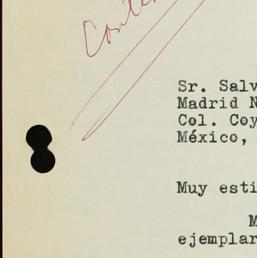 Sr. Salv
Madrid N
Col. Coy
México,
Muy esti
M
ejemplar